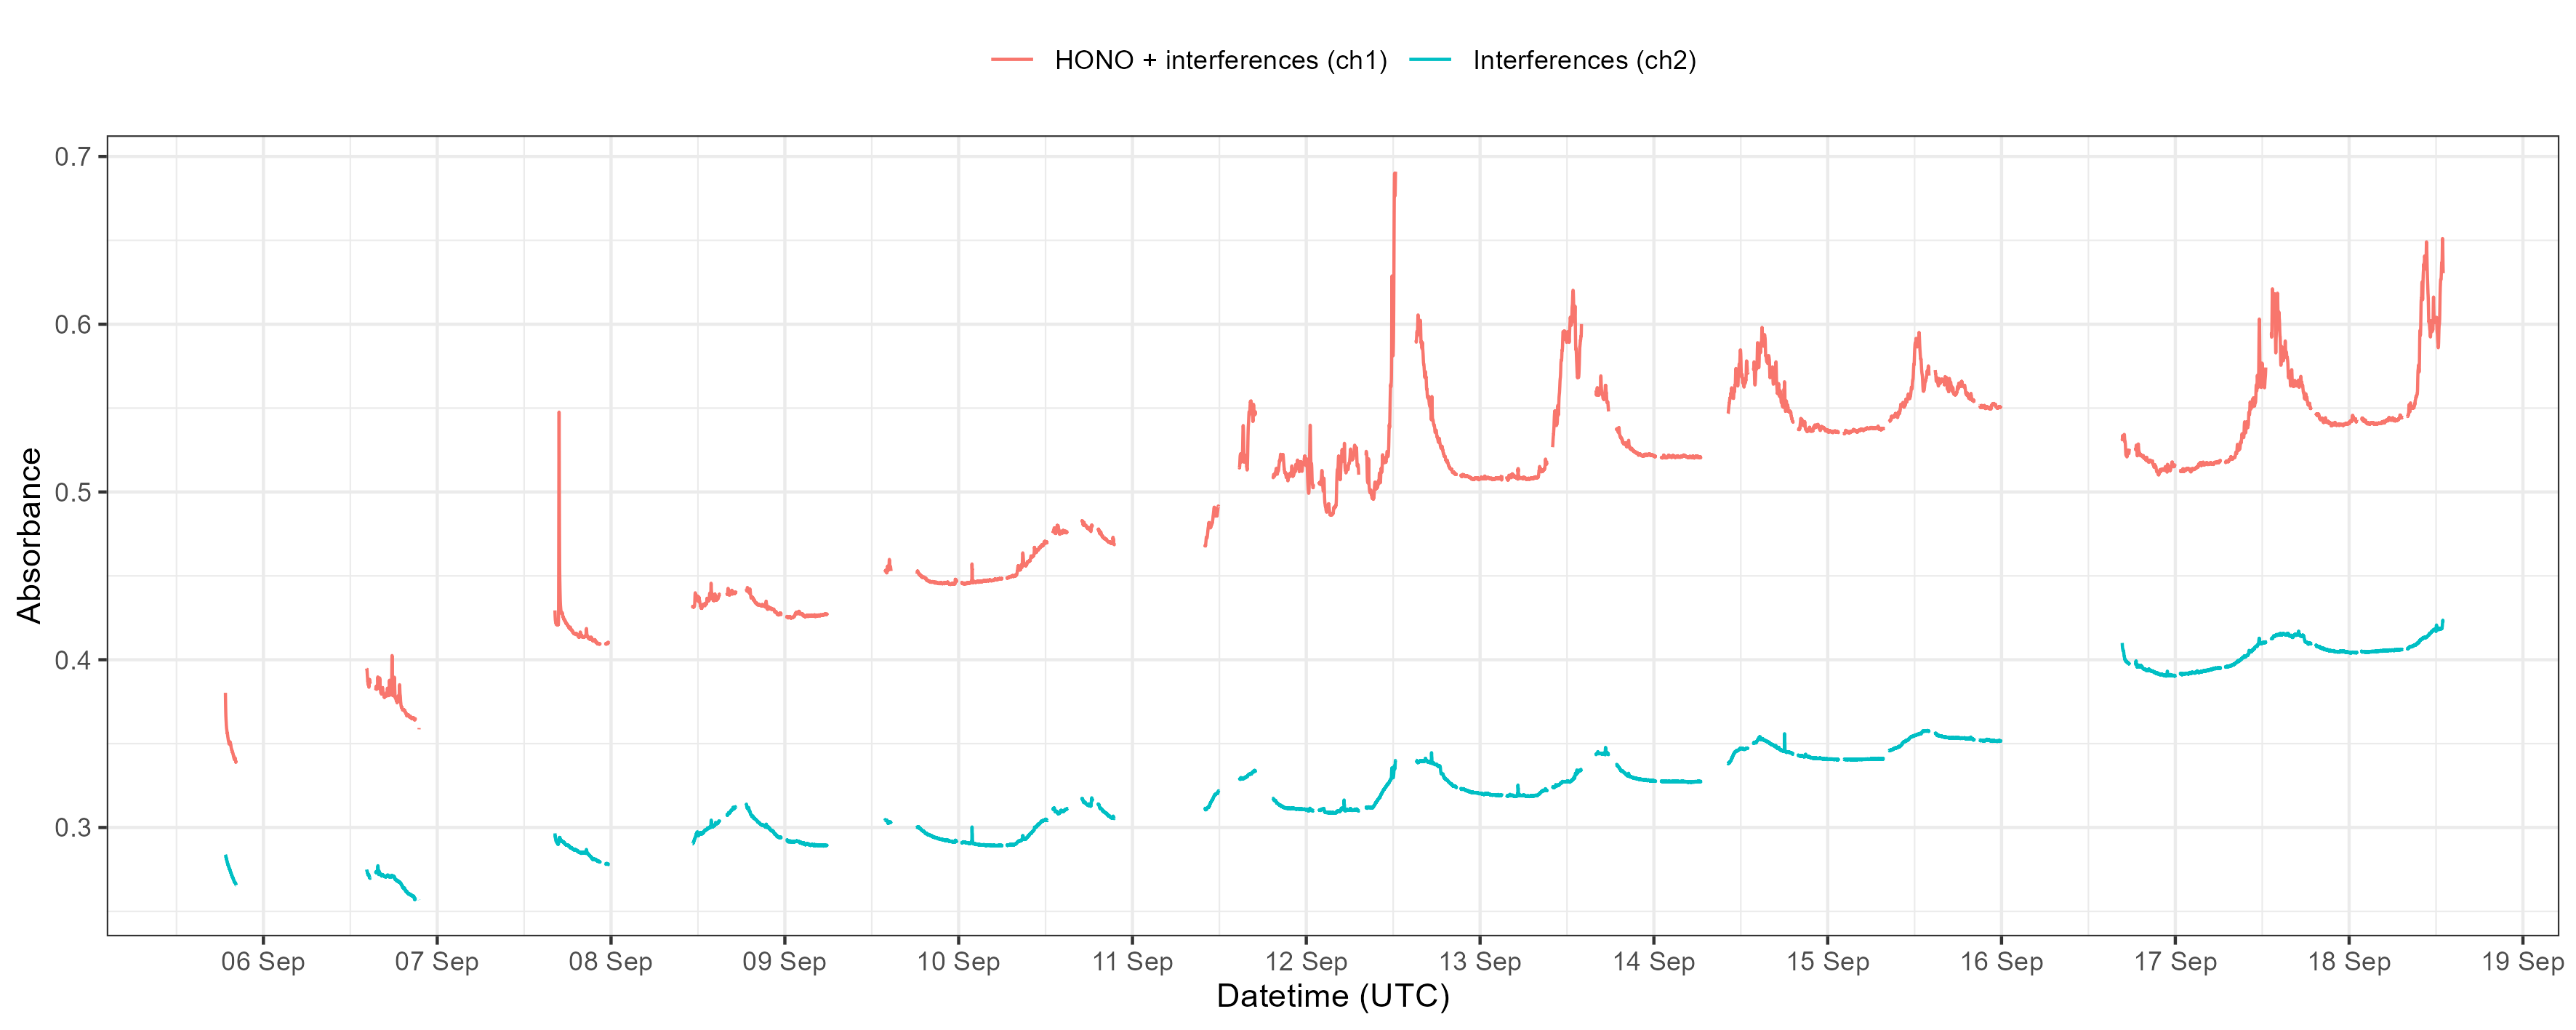 HONO + interferences (ch1) Interferences (ch2)
0.7
0.6
0.5
0.4
0.3
Absorbance
06 Sep 07 Sep 08 Sep 09 Sep 10 Sep 11 Sep 12 Sep 13 Sep 14 Sep 15 Sep 16 Sep 17 Sep 18 Sep 19 Sep
Datetime (UTC)